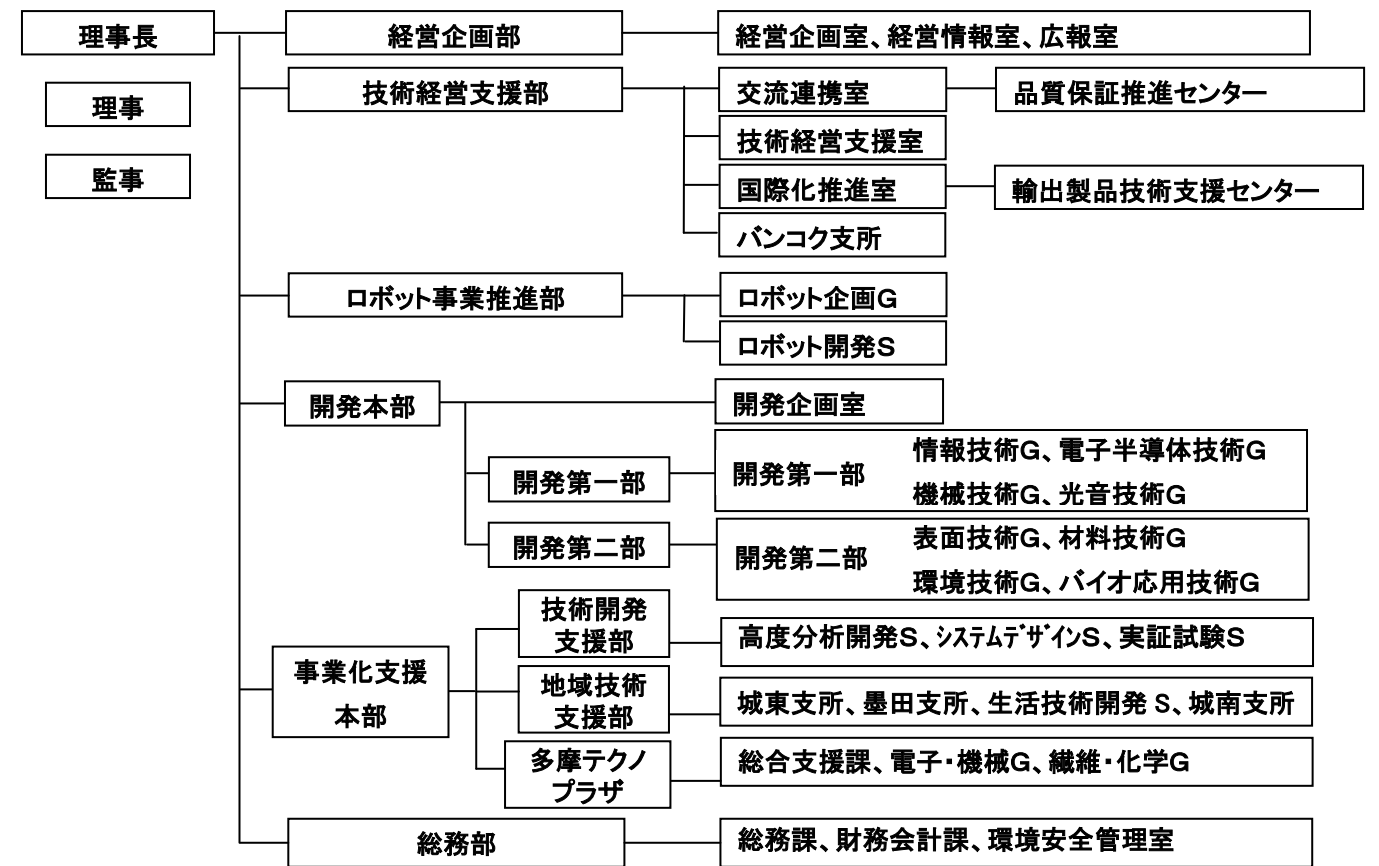 理事長
経営企画部
経営企画室、経営情報室、広報室
理事
監事
技術経営支援部
交流連携室
品質保証推進センター
技術経営支援室
国際化推進室
輸出製品技術支援センター
バンコク支所
ロボット事業推進部
ロボット企画G
ロボット開発S
開発本部
開発企画室
開発第一部
開発第一部
情報技術G、電子半導体技術G
機械技術G、光音技術G
開発第二部
開発第二部
表面技術G、材料技術G
環境技術G、バイオ応用技術G
事業化支援
本部
技術開発
支援部
高度分析開発S、ｼｽﾃﾑﾃﾞｻﾞｲﾝS、実証試験S
地域技術
支援部
城東支所、墨田支所、生活技術開発 S、城南支所
多摩テクノ
プラザ
総合支援課、電子・機械G、繊維・化学G
総務部
総務課、財務会計課、環境安全管理室